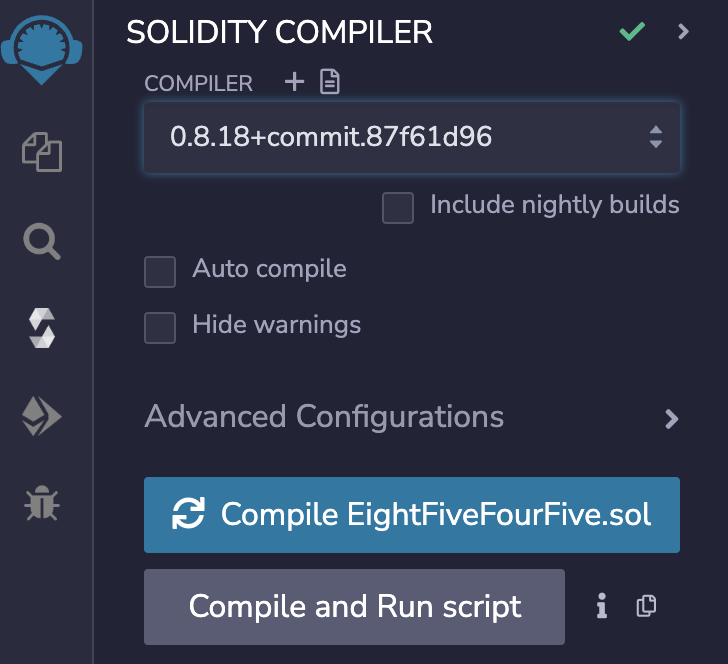 SOLIDITY COMPILER
COMPILER
0.8.18+commit.87f61d96
Include nightly builds
Auto compile
Hide warnings
Advanced Configurations
Compile EightFiveFourFive.sol
Compile and Run script